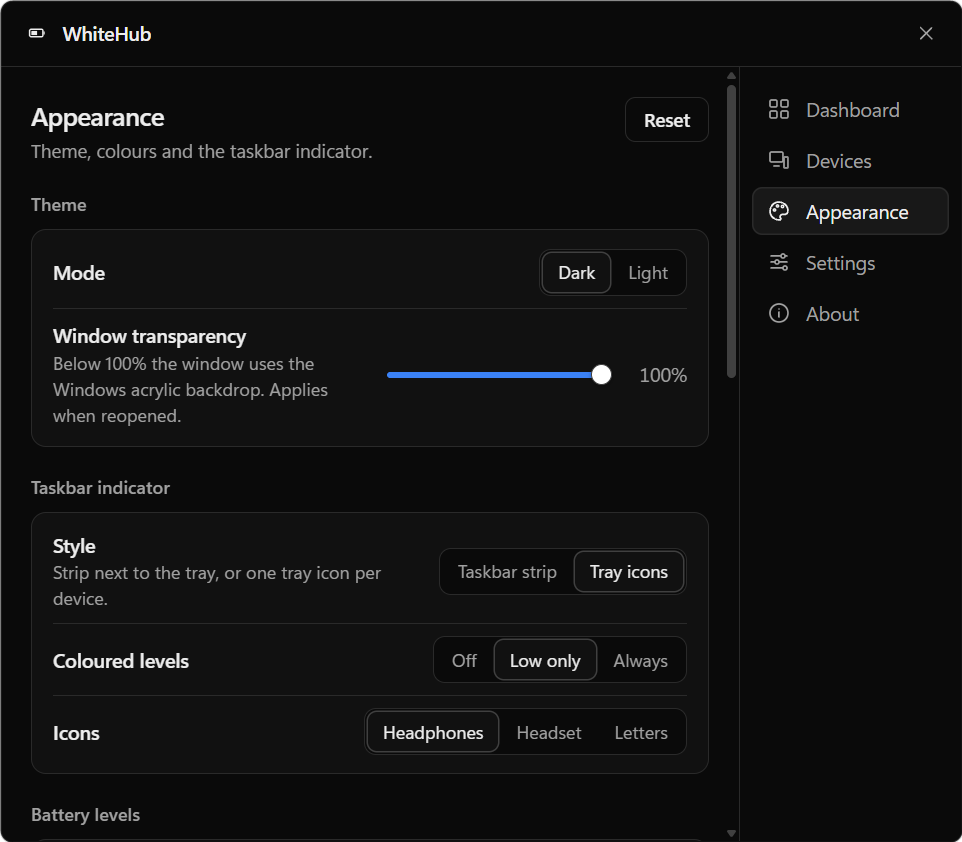 WhiteHub
Appearance
Reset
Theme, colours and the taskbar indicator.
Theme
Mode
Dark
Light
Window transparency
Below 100% the window uses the
Windows acrylic backdrop. Applies
when reopened.
100%
Taskbar indicator
Style
Strip next to the tray, or one tray icon per
device.
Taskbar strip
Tray icons
Coloured levels
Off
Low only
Always
Icons
Headphones
Headset
Letters
Battery levels
Dashboard
Devices
Appearance
Settings
About